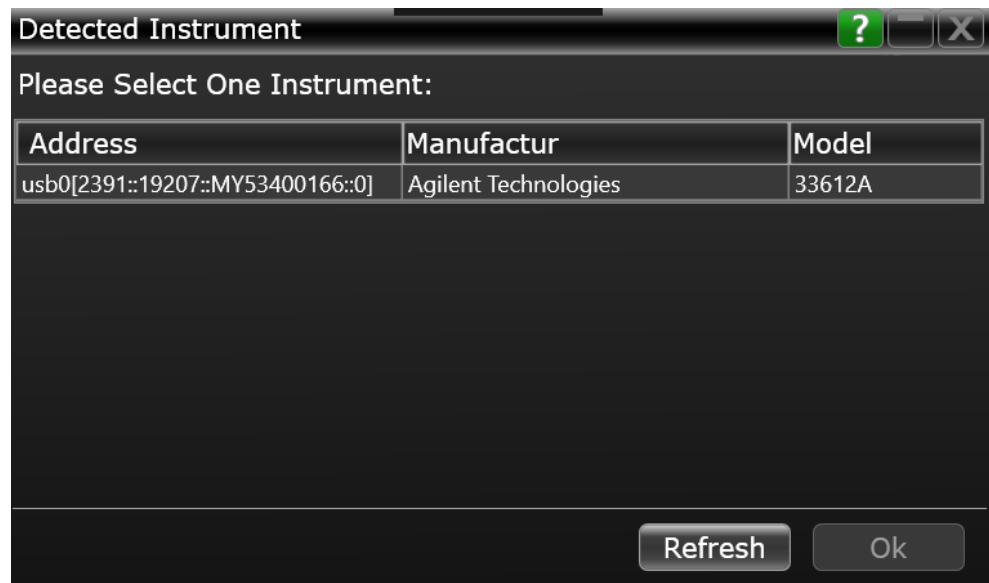 Detected Instrument ? X
Please Select One Instrument:
Address Manufactur Model
usb0[2391::19207::MY53400166::0] Agilent Technologies 33612A
Refresh Ok